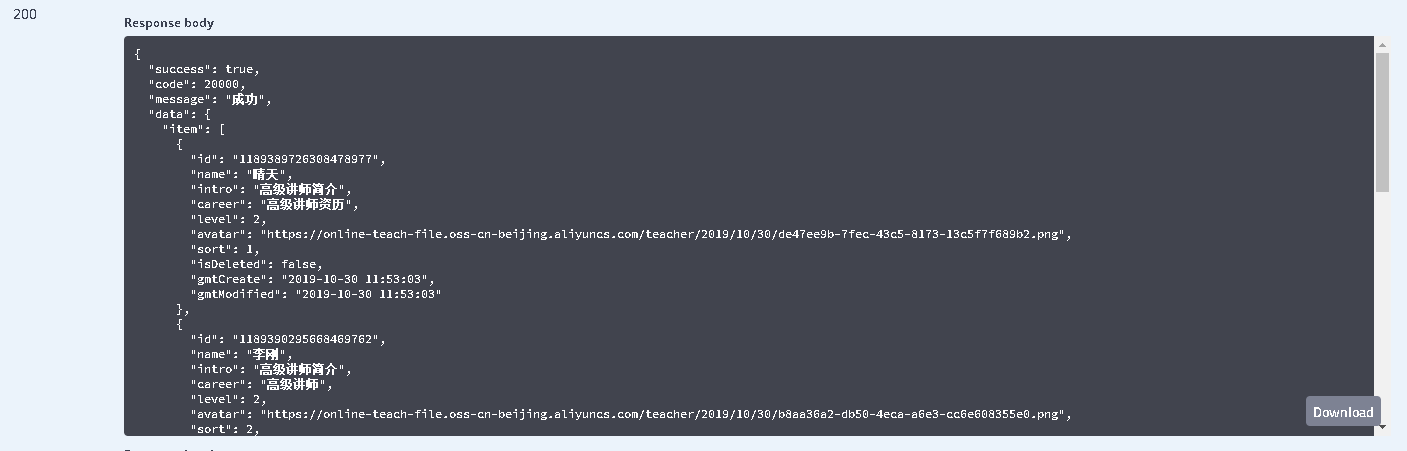 200
Response body
{
"success": true,
"code": 20000,
"message": "成功",
"data": {
"item": [
{
"id": "1189389726308478977",
"name": "晴天",
"intro": "高级讲师简介",
"career": "高级讲师资历",
"level": 2,
"avatar": "https://online-teach-file.oss-cn-beijing.aliyuncs.com/teacher/2019/10/30/de47ee9b-7fec-43c5-8173-13c5f7f689b2.png",
"sort": 1,
"isDeleted": false,
"gmtCreate": "2019-10-30 11:53:03",
"gmtModified": "2019-10-30 11:53:03"
},
{
"id": "1189390295668469762",
"name": "李刚",
"intro": "高级讲师简介",
"career": "高级讲师",
"level": 2,
"avatar": "https://online-teach-file.oss-cn-beijing.aliyuncs.com/teacher/2019/10/30/b8aa36a2-db50-4eca-a6e3-cc6e608355e0.png",
"sort": 2,
Download